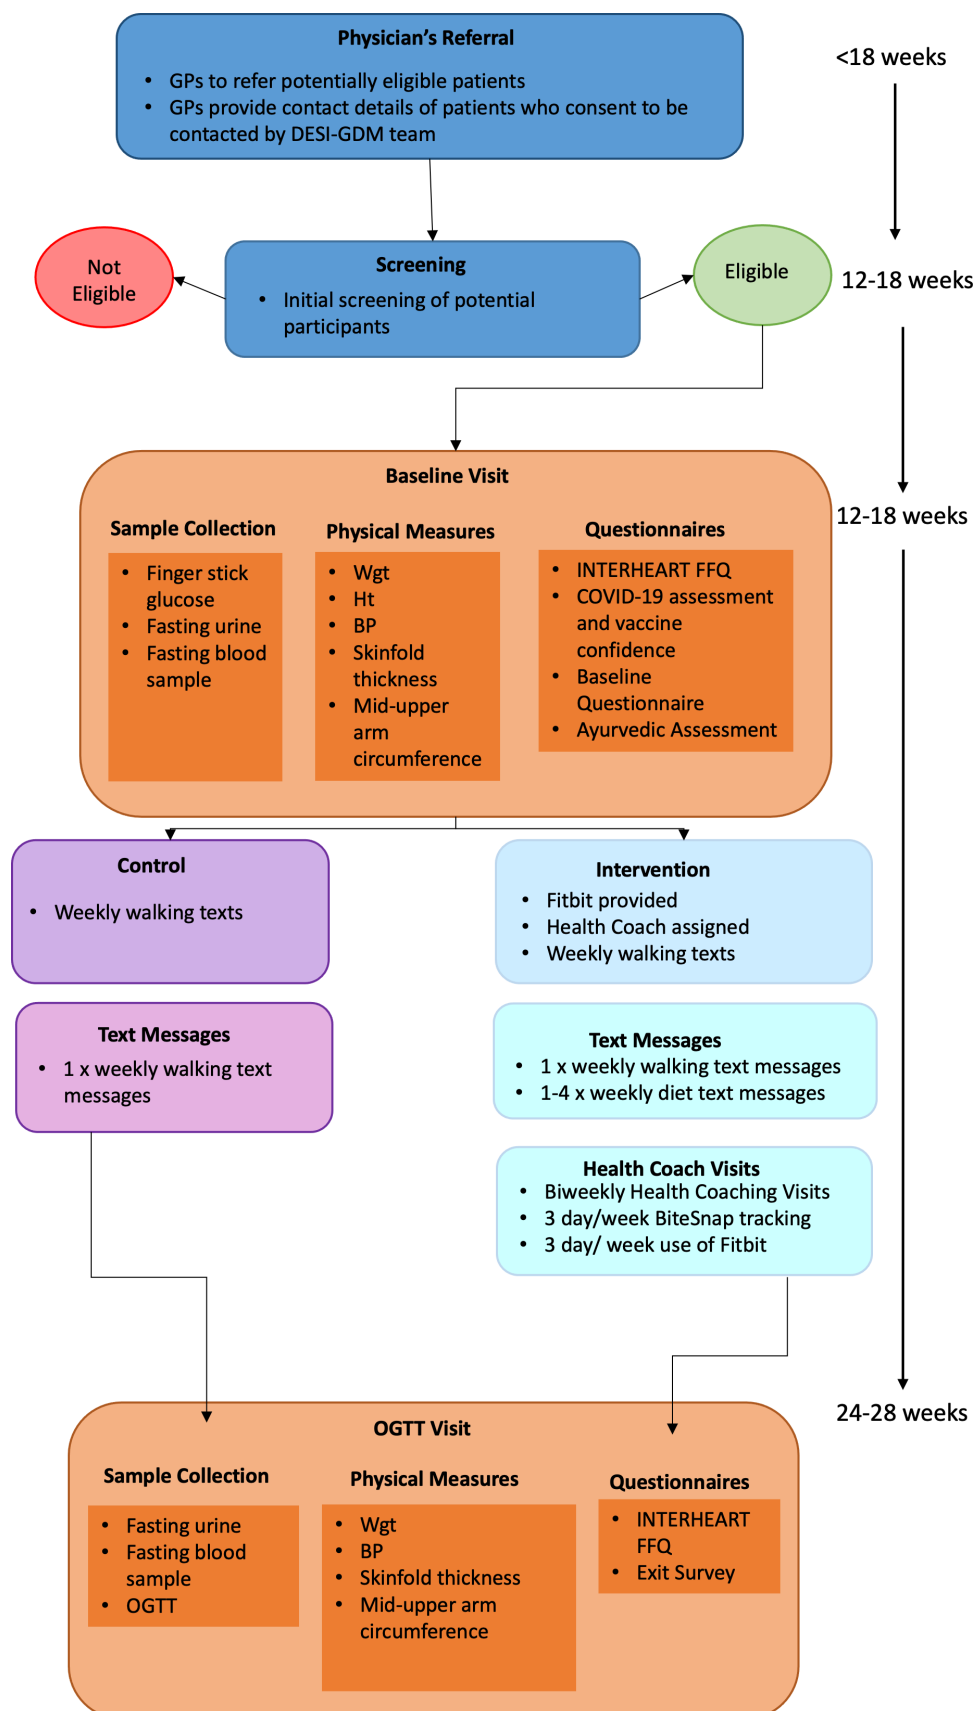 Physician's Referral
• GPs to refer potentially eligible patients
• GPs provide contact details of patients who consent to be
contacted by DESI-GDM team
<18 weeks
Not
Eligible
Screening
• Initial screening of potential
participants
Eligible
12-18 weeks
Baseline Visit
12-18 weeks
Sample Collection
• Finger stick
glucose
• Fasting urine
• Fasting blood
sample
Physical Measures
• Wgt
• Ht
• BP
• Skinfold
thickness
• Mid-upper
arm
circumference
Questionnaires
• INTERHEART FFQ
• COVID-19 assessment
and vaccine
confidence
• Baseline
Questionnaire
• Ayurvedic Assessment
Control
• Weekly walking texts
Intervention
• Fitbit provided
• Health Coach assigned
• Weekly walking texts
Text Messages
• 1 x weekly walking text
messages
Text Messages
• 1 x weekly walking text messages
• 1-4 x weekly diet text messages
Health Coach Visits
• Biweekly Health Coaching Visits
• 3 day/week BiteSnap tracking
• 3 day/ week use of Fitbit
24-28 weeks
OGTT Visit
Sample Collection
• Fasting urine
• Fasting blood
sample
• OGTT
Physical Measures
• Wgt
• BP
• Skinfold thickness
• Mid-upper arm
circumference
Questionnaires
• INTERHEART
FFQ
• Exit Survey